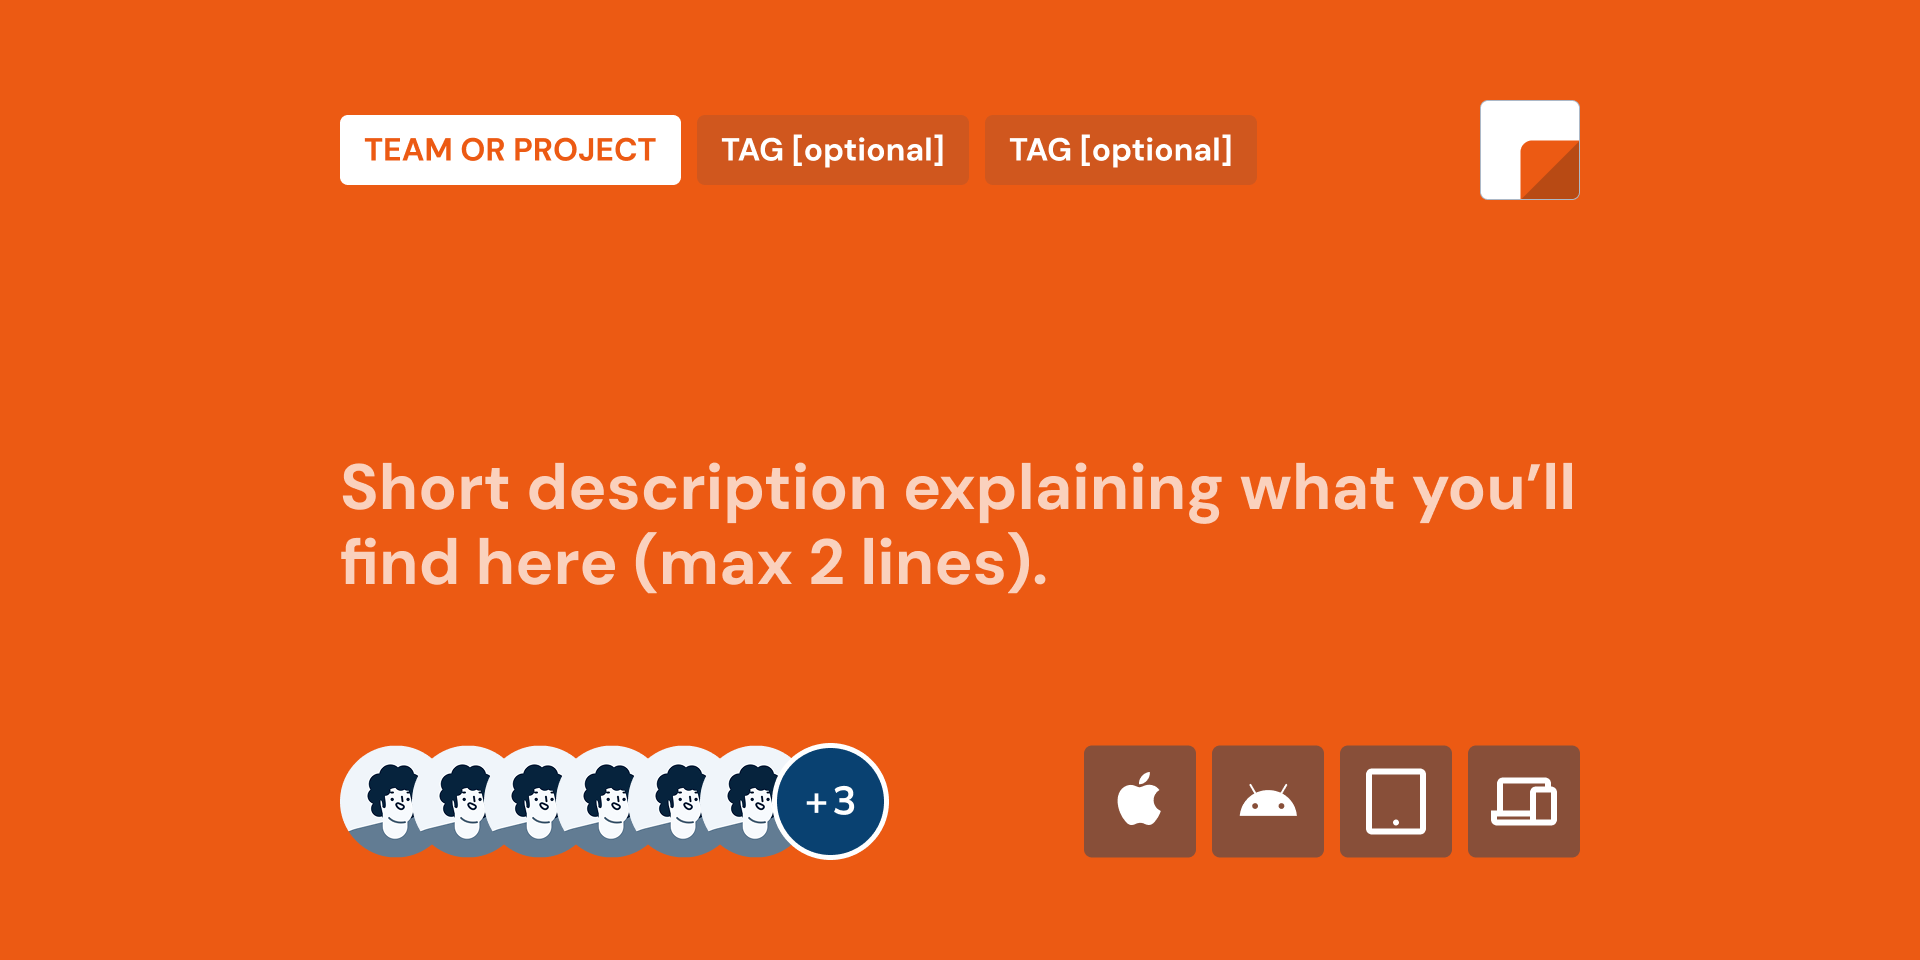 TEAM OR PROJECT
TAG [optional]
TAG [optional]
Short description explaining what you’ll
find here (max 2 lines).
+3